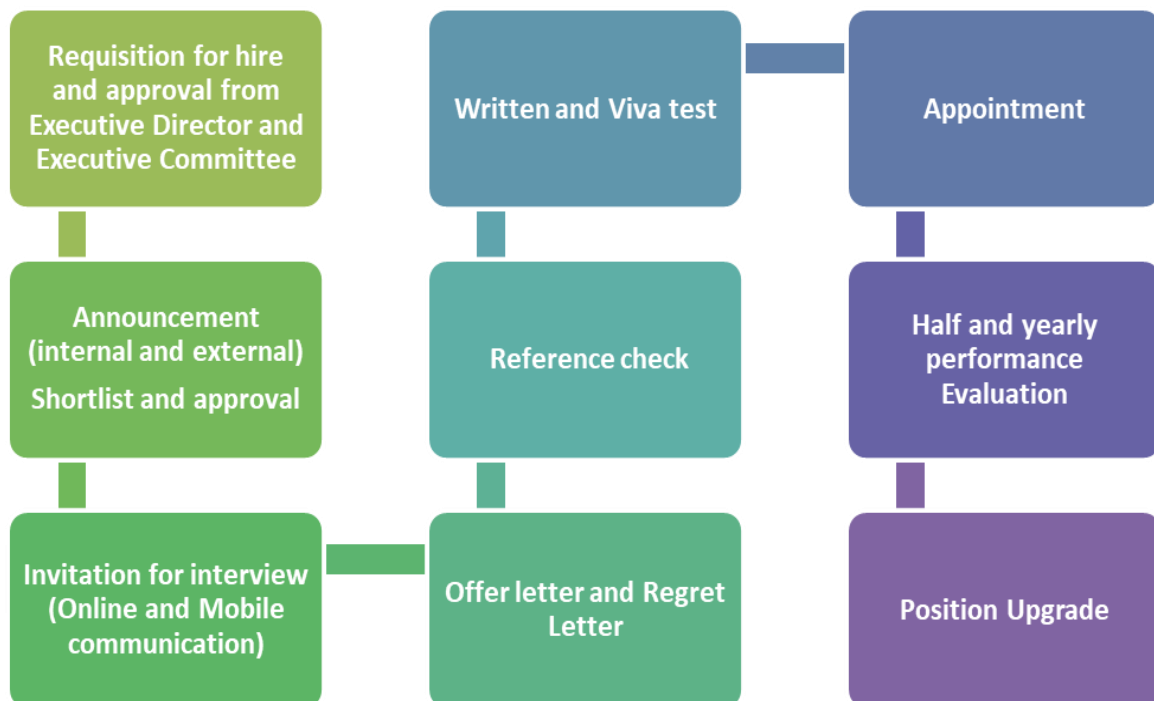 Requisition for hire
and approval from
Executive Director and
Executive Committee
Announcement
(internal and external)
Shortlist and approval
Invitation for interview
(Online and Mobile
communication)
Offer letter and Regret
Letter
Reference check
Written and Viva test
Appointment
Half and yearly
performance
Evaluation
Position Upgrade